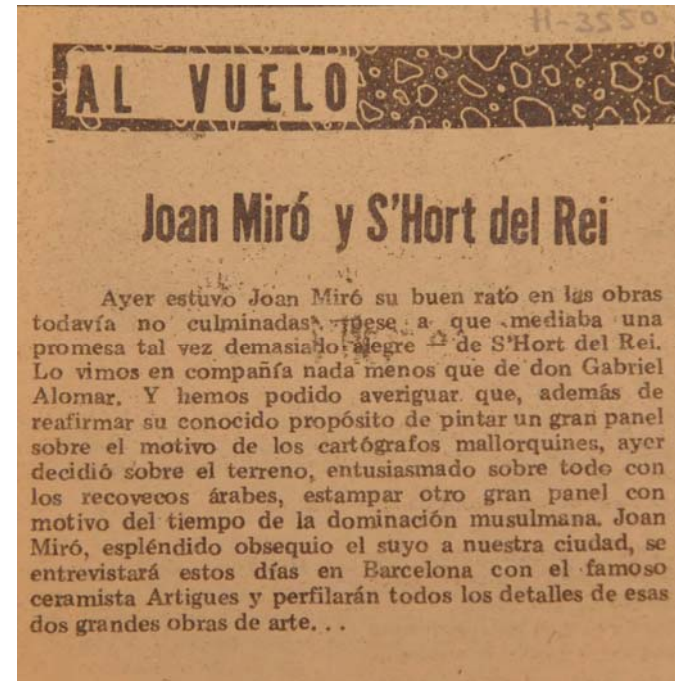 H-3550
AL VUELO
Joan Miró y S'Hort del Rei
Ayer estuvo Joan Miró su buen rato en las obras
todavía no culminadas, pese a que mediaba una
promesa tal vez demasiado alegre — de S'Hort del Rei.
Lo vimos en compañía nada menos que de don Gabriel
Alomar. Y hemos podido averiguar que, además de
reafirmar su conocido propósito de pintar un gran panel
sobre el motivo de los cartógrafos mallorquines, ayer
decidió sobre el terreno, entusiasmado sobre todo con
los recovecos árabes, estampar otro gran panel con
motivo del tiempo de la dominación musulmana. Joan
Miró, espléndido obsequio el suyo a nuestra ciudad, se
entrevistará estos días en Barcelona con el famoso
ceramista Artigues y perfilarán todos los detalles de esas
dos grandes obras de arte. . .